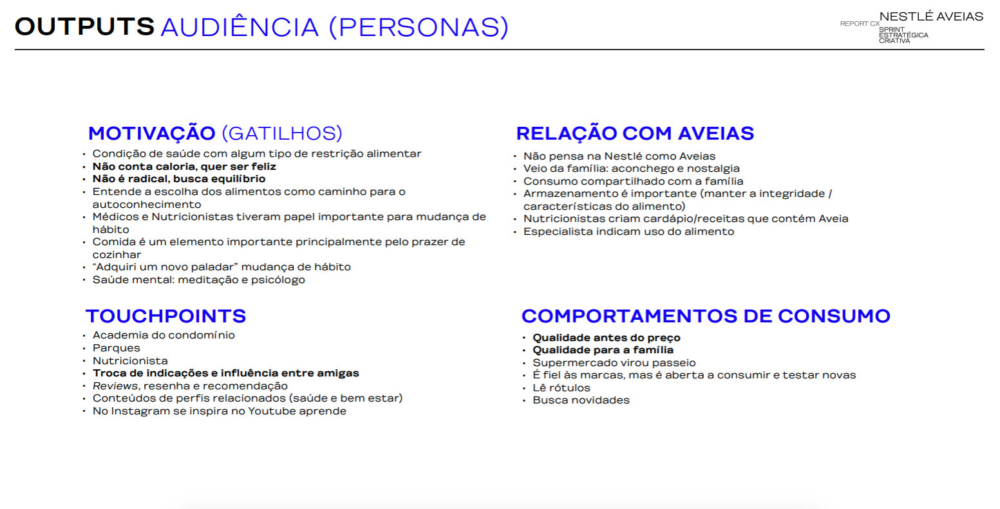 OUTPUTS AUDIÊNCIA (PERSONAS)
REPORT CX NESTLÉ AVEIAS
SPRINT
ESTRATÉGICA
CRIATIVA
MOTIVAÇÃO (GATILHOS)
· Condição de saúde com algum tipo de restrição alimentar
· Não conta caloria, quer ser feliz
· Não é radical, busca equilíbrio
· Entende a escolha dos alimentos como caminho para o
autoconhecimento
· Médicos e Nutricionistas tiveram papel importante para mudança de
hábito
· Comida é um elemento importante principalmente pelo prazer de
cozinhar
· “Adquiri um novo paladar” mudança de hábito
· Saúde mental: meditação e psicólogo
RELAÇÃO COM AVEIAS
· Não pensa na Nestlé como Aveias
· Veio da família: aconchego e nostalgia
· Consumo compartilhado com a família
· Armazenamento é importante (manter a integridade /
características do alimento)
· Nutricionistas criam cardápio/receitas que contém Aveia
· Especialista indicam uso do alimento
TOUCHPOINTS
· Academia do condomínio
· Parques
· Nutricionista
· Troca de indicações e influência entre amigas
· Reviews, resenha e recomendação
· Conteúdos de perfis relacionados (saúde e bem estar)
· No Instagram se inspira no Youtube aprende
COMPORTAMENTOS DE CONSUMO
· Qualidade antes do preço
· Qualidade para a família
· Supermercado virou passeio
· É fiel às marcas, mas é aberta a consumir e testar novas
· Lê rótulos
· Busca novidades